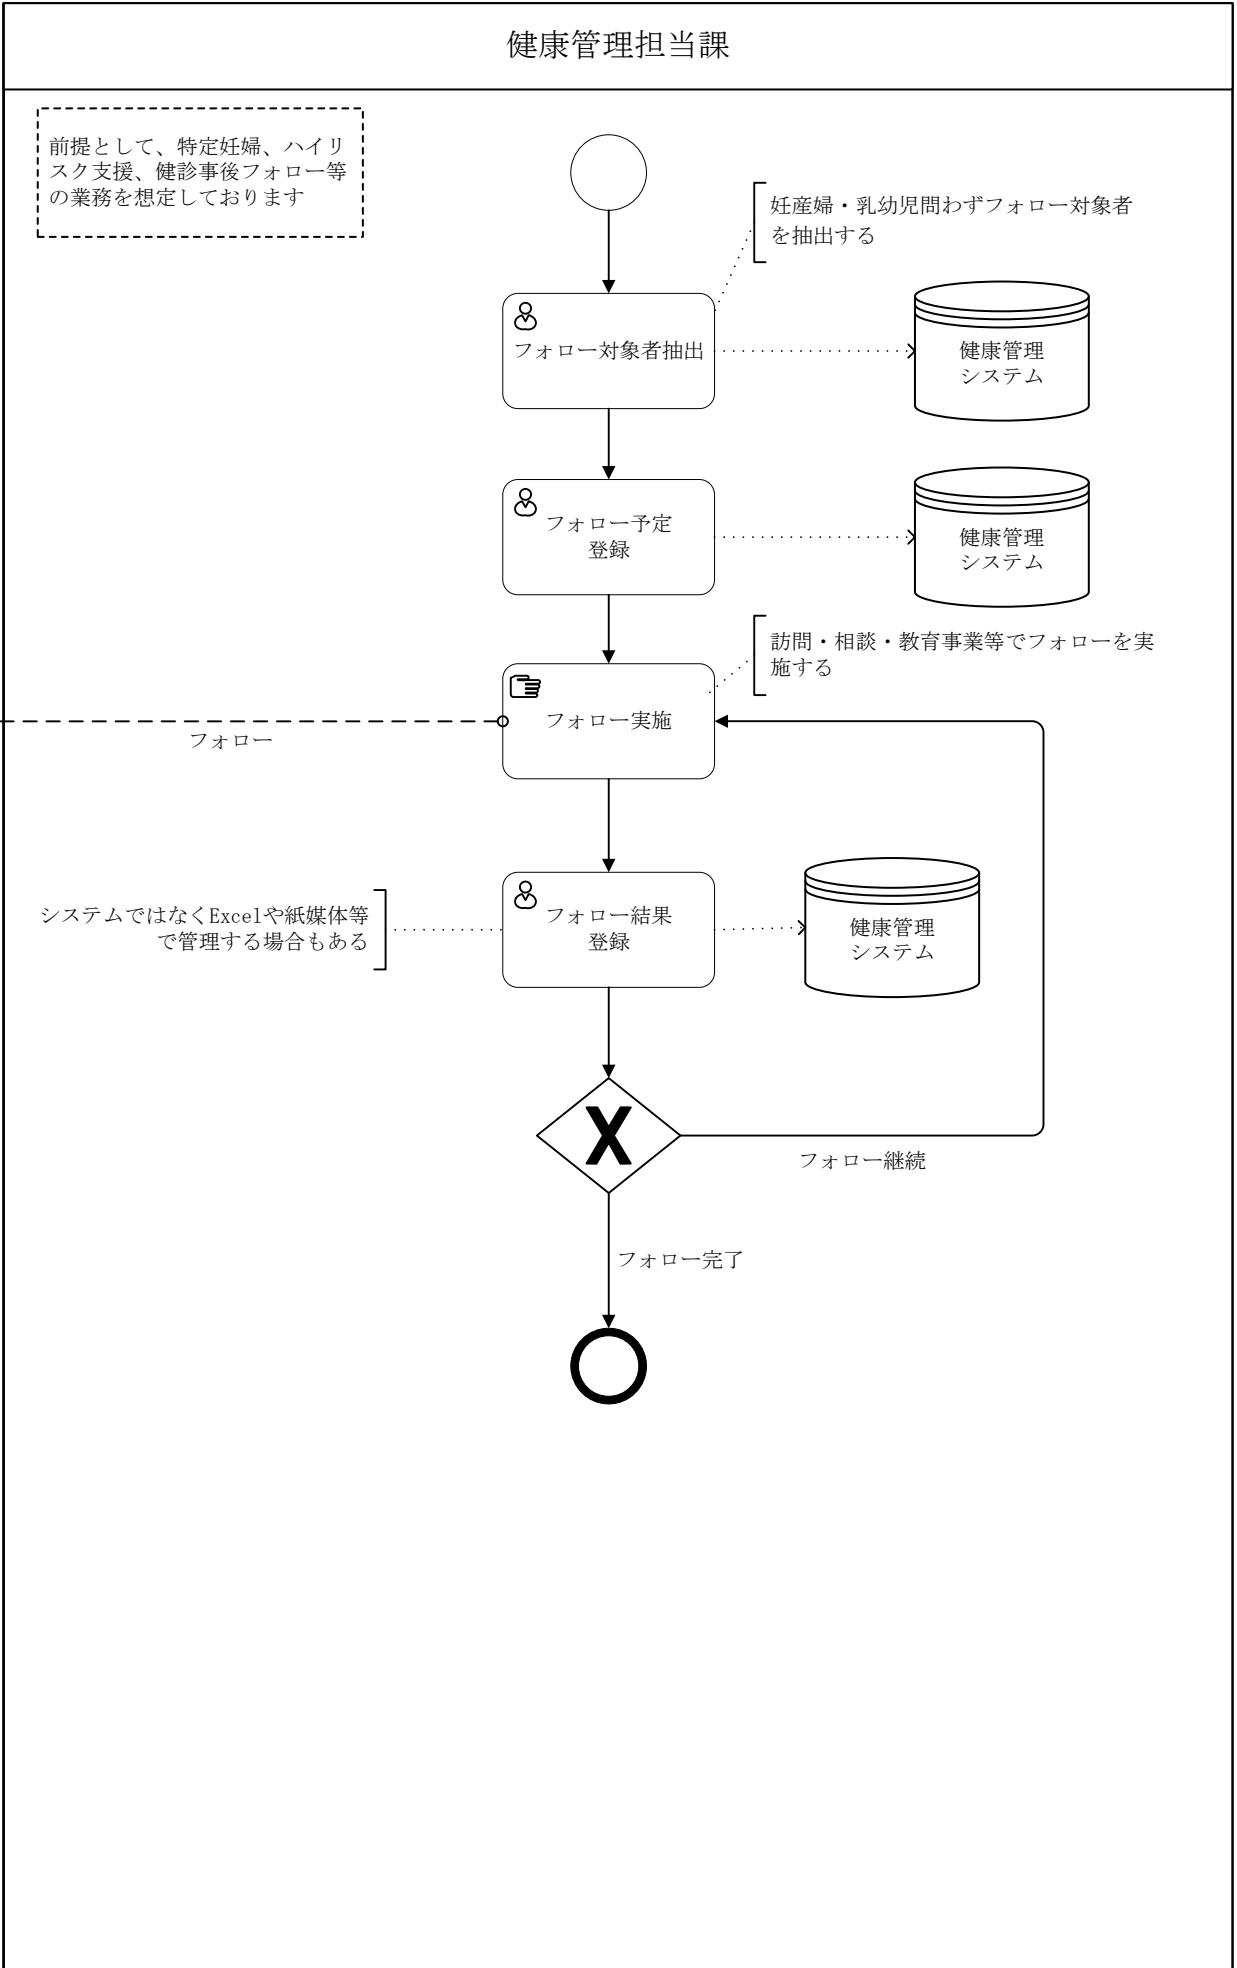 健康管理担当課
前提として、特定妊婦、ハイリ
スク支援、健診事後フォロー等
の業務を想定しております
妊産婦・乳幼児問わずフォロー対象者
を抽出する
フォロー対象者抽出
健康管理
システム
フォロー予定
登録
健康管理
システム
訪問・相談・教育事業等でフォローを実
施する
フォロー実施
フォロー
システムではなくExcelや紙媒体等
で管理する場合もある
フォロー結果
登録
健康管理
システム
X
フォロー継続
フォロー完了